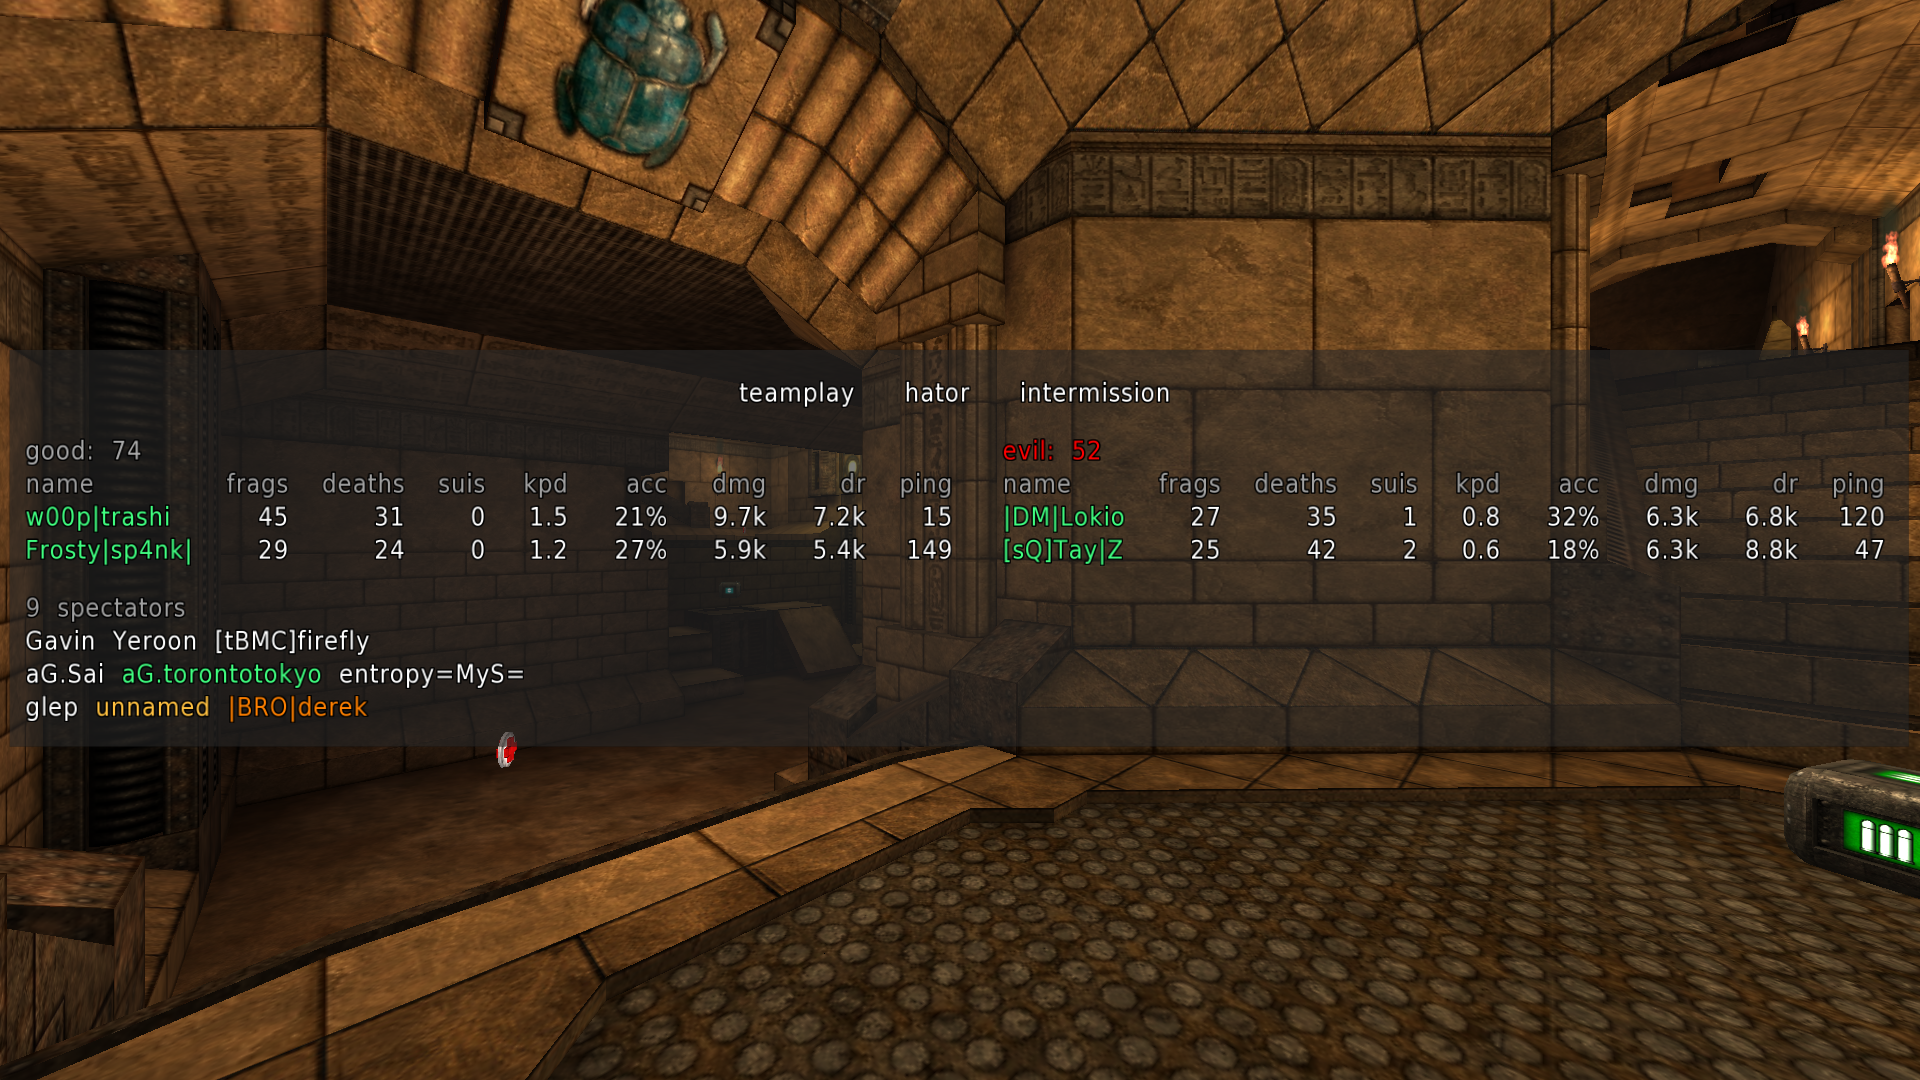 teamplay hator intermission
good: 74
name frags deaths suis kpd acc dmg dr ping
w00p|trashi 45 31 0 1.5 21% 9.7k 7.2k 15
Frosty|sp4nk| 29 24 0 1.2 27% 5.9k 5.4k 149
evil: 52
name frags deaths suis kpd acc dmg dr ping
|DM|Lokio 27 35 1 0.8 32% 6.3k 6.8k 120
[sQ]Tay|Z 25 42 2 0.6 18% 6.3k 8.8k 47
9 spectators
Gavin Yeroon [tBMC]firefly
aG.Sai aG.torontotokyo entropy=MyS=
glep unnamed |BRO|derek